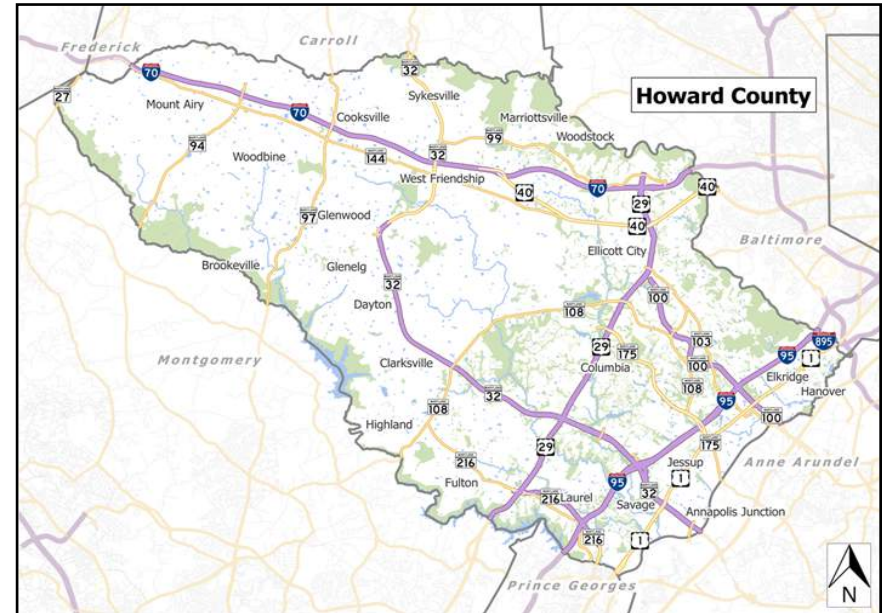 Frederick
Carroll
Howard County
27
70
32
Mount Airy
Sykesville
70
Cooksville
Marriottsville
94
99
Woodstock
Woodbine
144
32
West Friendship
40
70
29
40
97
Glenwood
40
Ellicott City
Baltimore
Brookeville
Glenelg
32
Dayton
100
108
Montgomery
29
175
103
95
895
1
Clarksville
Columbia
100
Elkridge
32
108
95
Hanover
108
100
Highland
29
175
216
Jessup
Anne Arundel
Fulton
95
1
216
Laurel
Savage
32
Annapolis Junction
216
1
Prince Georges
N